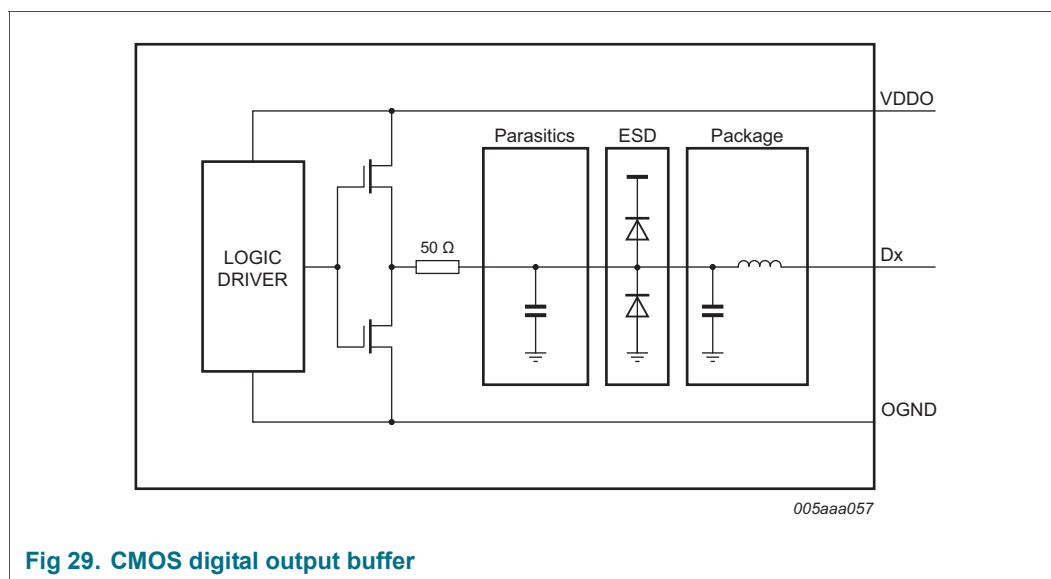 VDDO
Parasitics ESD Package
50 Ω
LOGIC
DRIVER
Dx
OGND
005aaa057
Fig 29. CMOS digital output buffer